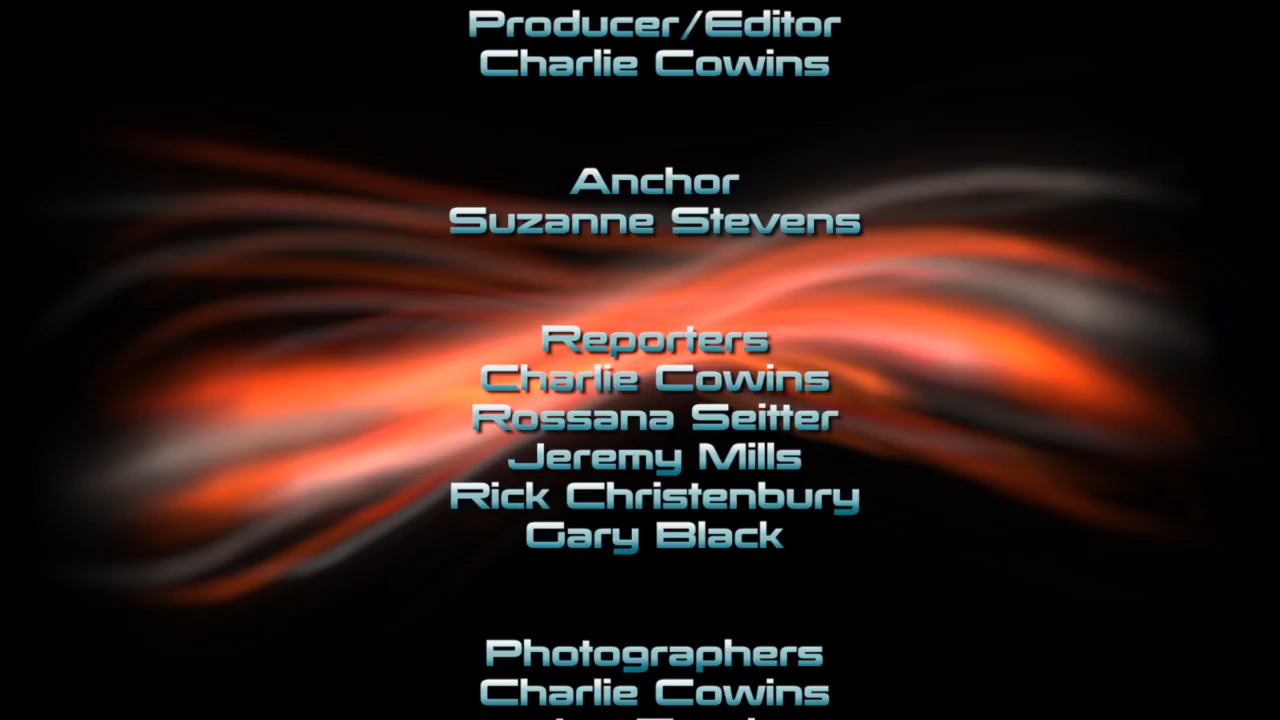 Producer/Editor
Charlie Cowins
Anchor
Suzanne Stevens
Reporters
Charlie Cowins
Rossana Seitter
Jeremy Mills
Rick Christenbury
Gary Black
Photographers
Charlie Cowins